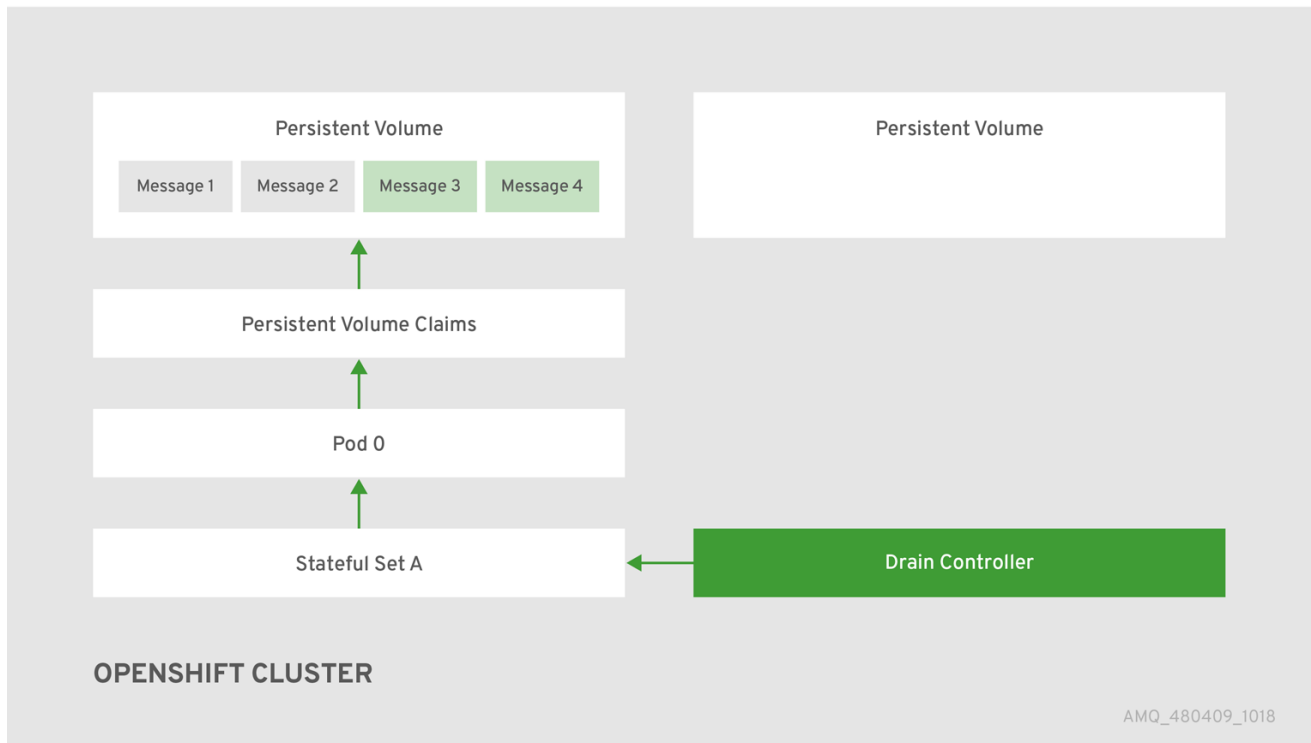 Persistent Volume
Persistent Volume
Message 1
Message 2
Message 3
Message 4
Persistent Volume Claims
Pod 0
Stateful Set A
Drain Controller
OPENSHIFT CLUSTER
AMQ_480409_1018